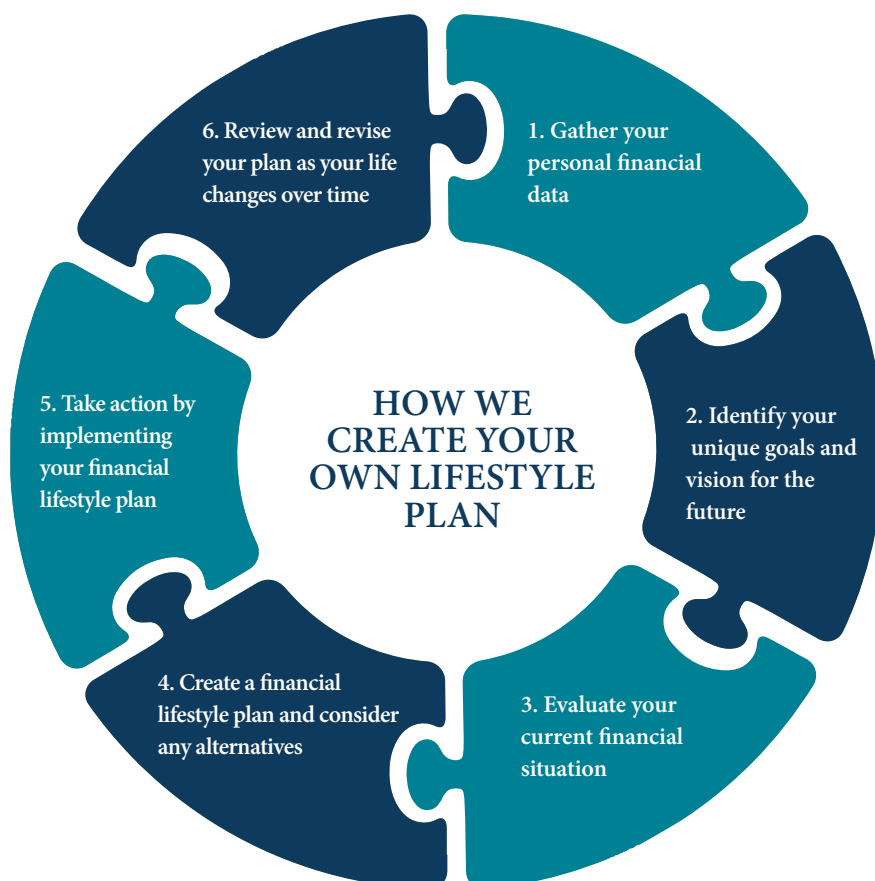 HOW WE
CREATE YOUR
OWN LIFESTYLE
PLAN
1. Gather your
personal financial
data
2. Identify your
unique goals and
vision for the
future
3. Evaluate your
current financial
situation
4. Create a financial
lifestyle plan and consider
any alternatives
5. Take action by
implementing
your financial
lifestyle plan
6. Review and revise
your plan as your life
changes over time